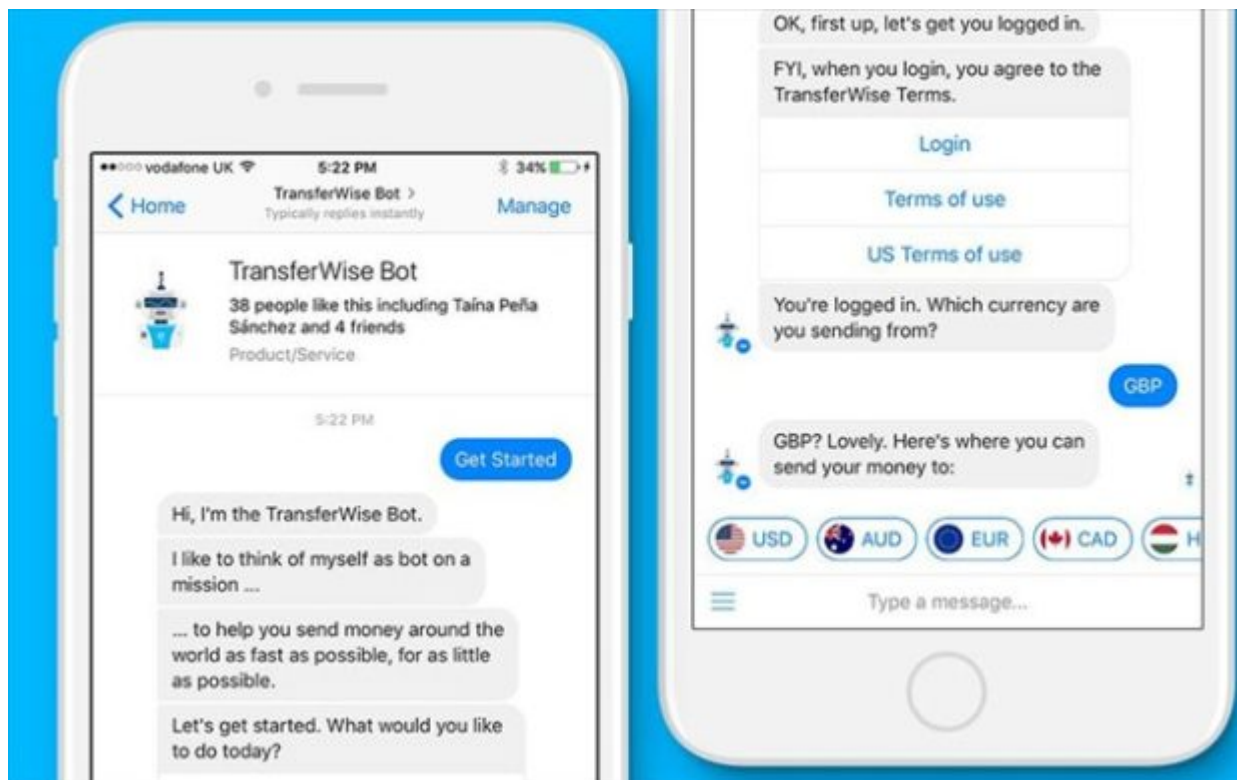 vodafone UK
5:22 PM
34%
Home
TransferWise Bot >
Typically replies instantly
Manage
TransferWise Bot
38 people like this including Taína Peña
Sánchez and 4 friends
Product/Service
5:22 PM
Get Started
Hi, I'm the TransferWise Bot.
I like to think of myself as bot on a
mission ...
... to help you send money around the
world as fast as possible, for as little
as possible.
Let's get started. What would you like
to do today?
OK, first up, let's get you logged in.
FYI, when you login, you agree to the
TransferWise Terms.
Login
Terms of use
US Terms of use
You're logged in. Which currency are
you sending from?
GBP
GBP? Lovely. Here's where you can
send your money to:
USD
AUD
EUR
CAD
H
Type a message...